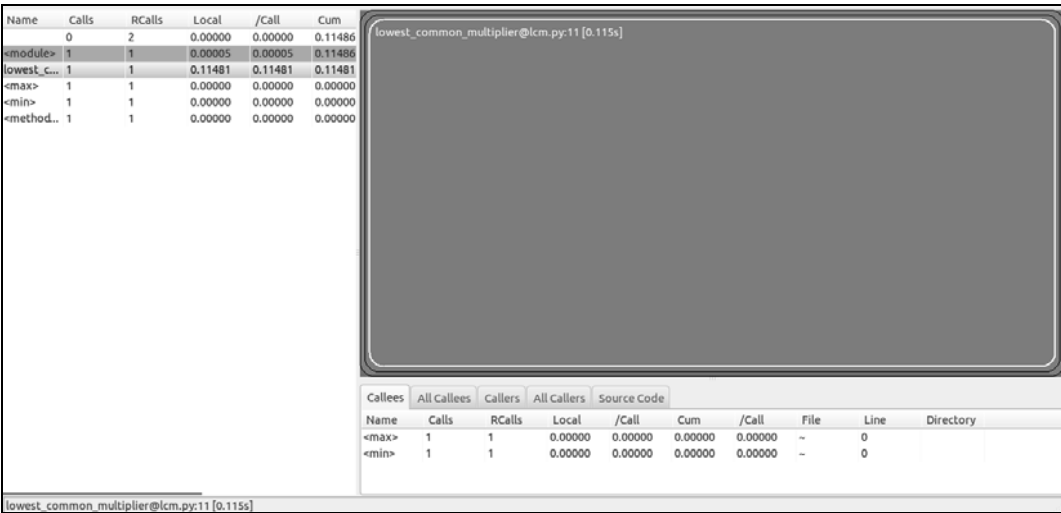 Name Calls RCalls Local /Call Cum
0 2 0.00000 0.00000 0.11486
<module> 1 1 0.00005 0.00005 0.11486
lowest_c... 1 1 0.11481 0.11481 0.11481
<max> 1 1 0.00000 0.00000 0.00000
<min> 1 1 0.00000 0.00000 0.00000
<method... 1 1 0.00000 0.00000 0.00000
lowest_common_multiplier@lcm.py:11 [0.115s]
Callees All Callees Callers All Callers Source Code
Name Calls RCalls Local /Call Cum /Call File Line Directory
<max> 1 1 0.00000 0.00000 0.00000 0.00000 ~ 0
<min> 1 1 0.00000 0.00000 0.00000 0.00000 ~ 0
lowest_common_multiplier@lcm.py:11 [0.115s]